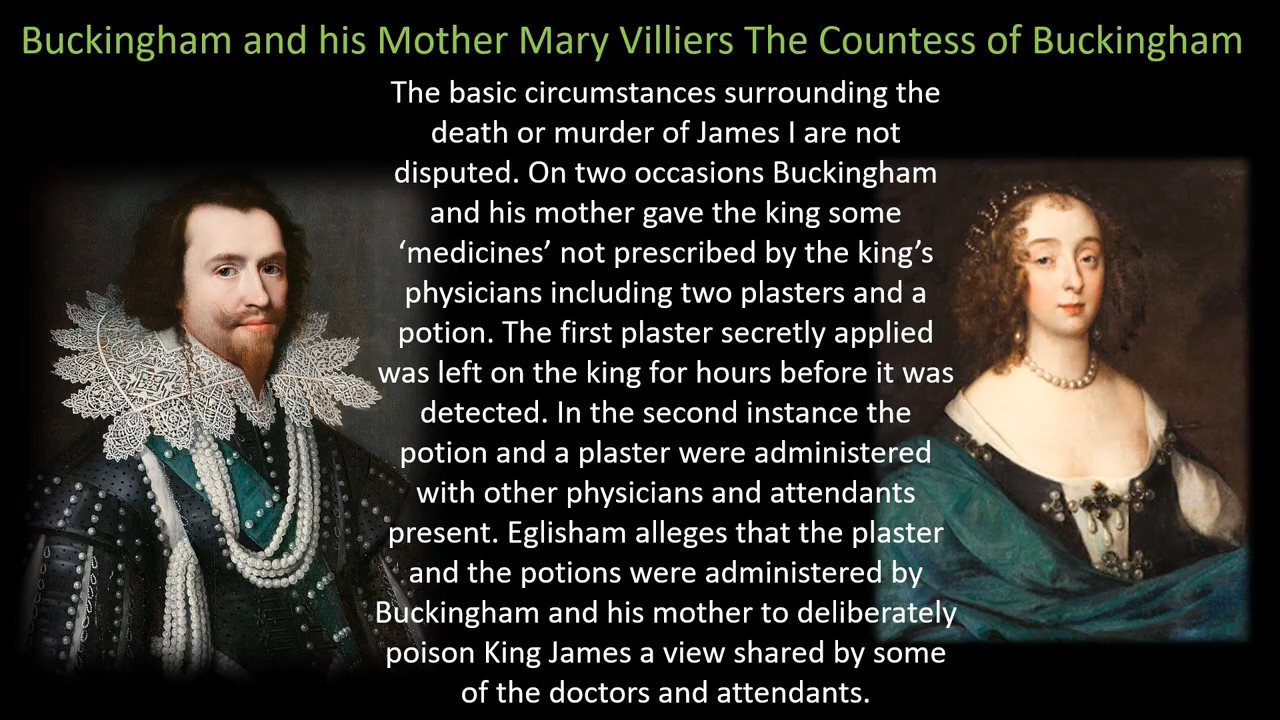 Buckingham and his Mother Mary Villiers The Countess of Buckingham
The basic circumstances surrounding the
death or murder of James I are not
disputed. On two occasions Buckingham
and his mother gave the king some
‘medicines’ not prescribed by the king’s
physicians including two plasters and a
potion. The first plaster secretly applied
was left on the king for hours before it was
detected. In the second instance the
potion and a plaster were administered
with other physicians and attendants
present. Eglisham alleges that the plaster
and the potions were administered by
Buckingham and his mother to deliberately
poison King James a view shared by some
of the doctors and attendants.